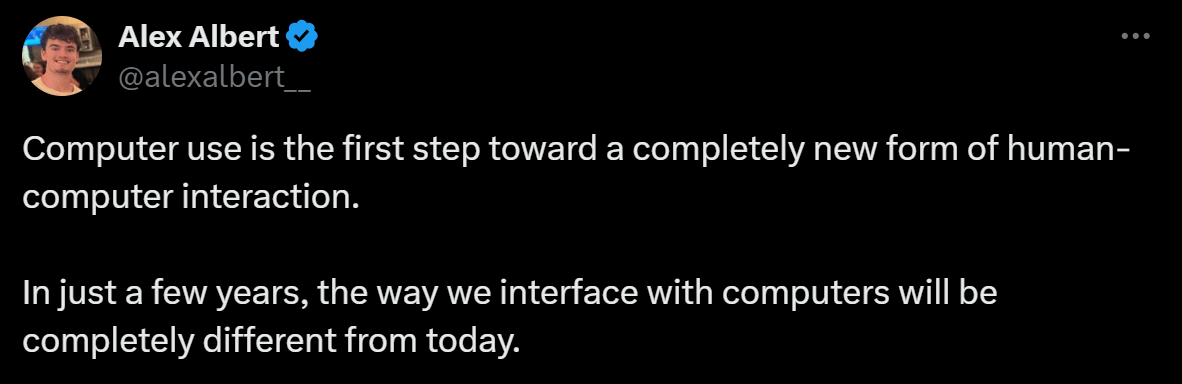 Alex Albert
@alexalbert__
Computer use is the first step toward a completely new form of human-
computer interaction.
In just a few years, the way we interface with computers will be
completely different from today.